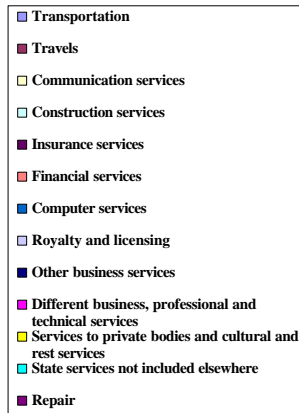 Transportation
Travels
Communication services
Construction services
Insurance services
Financial services
Computer services
Royalty and licensing
Other business services
Different business, professional and
technical services
Services to private bodies and cultural and
rest services
State services not included elsewhere
Repair